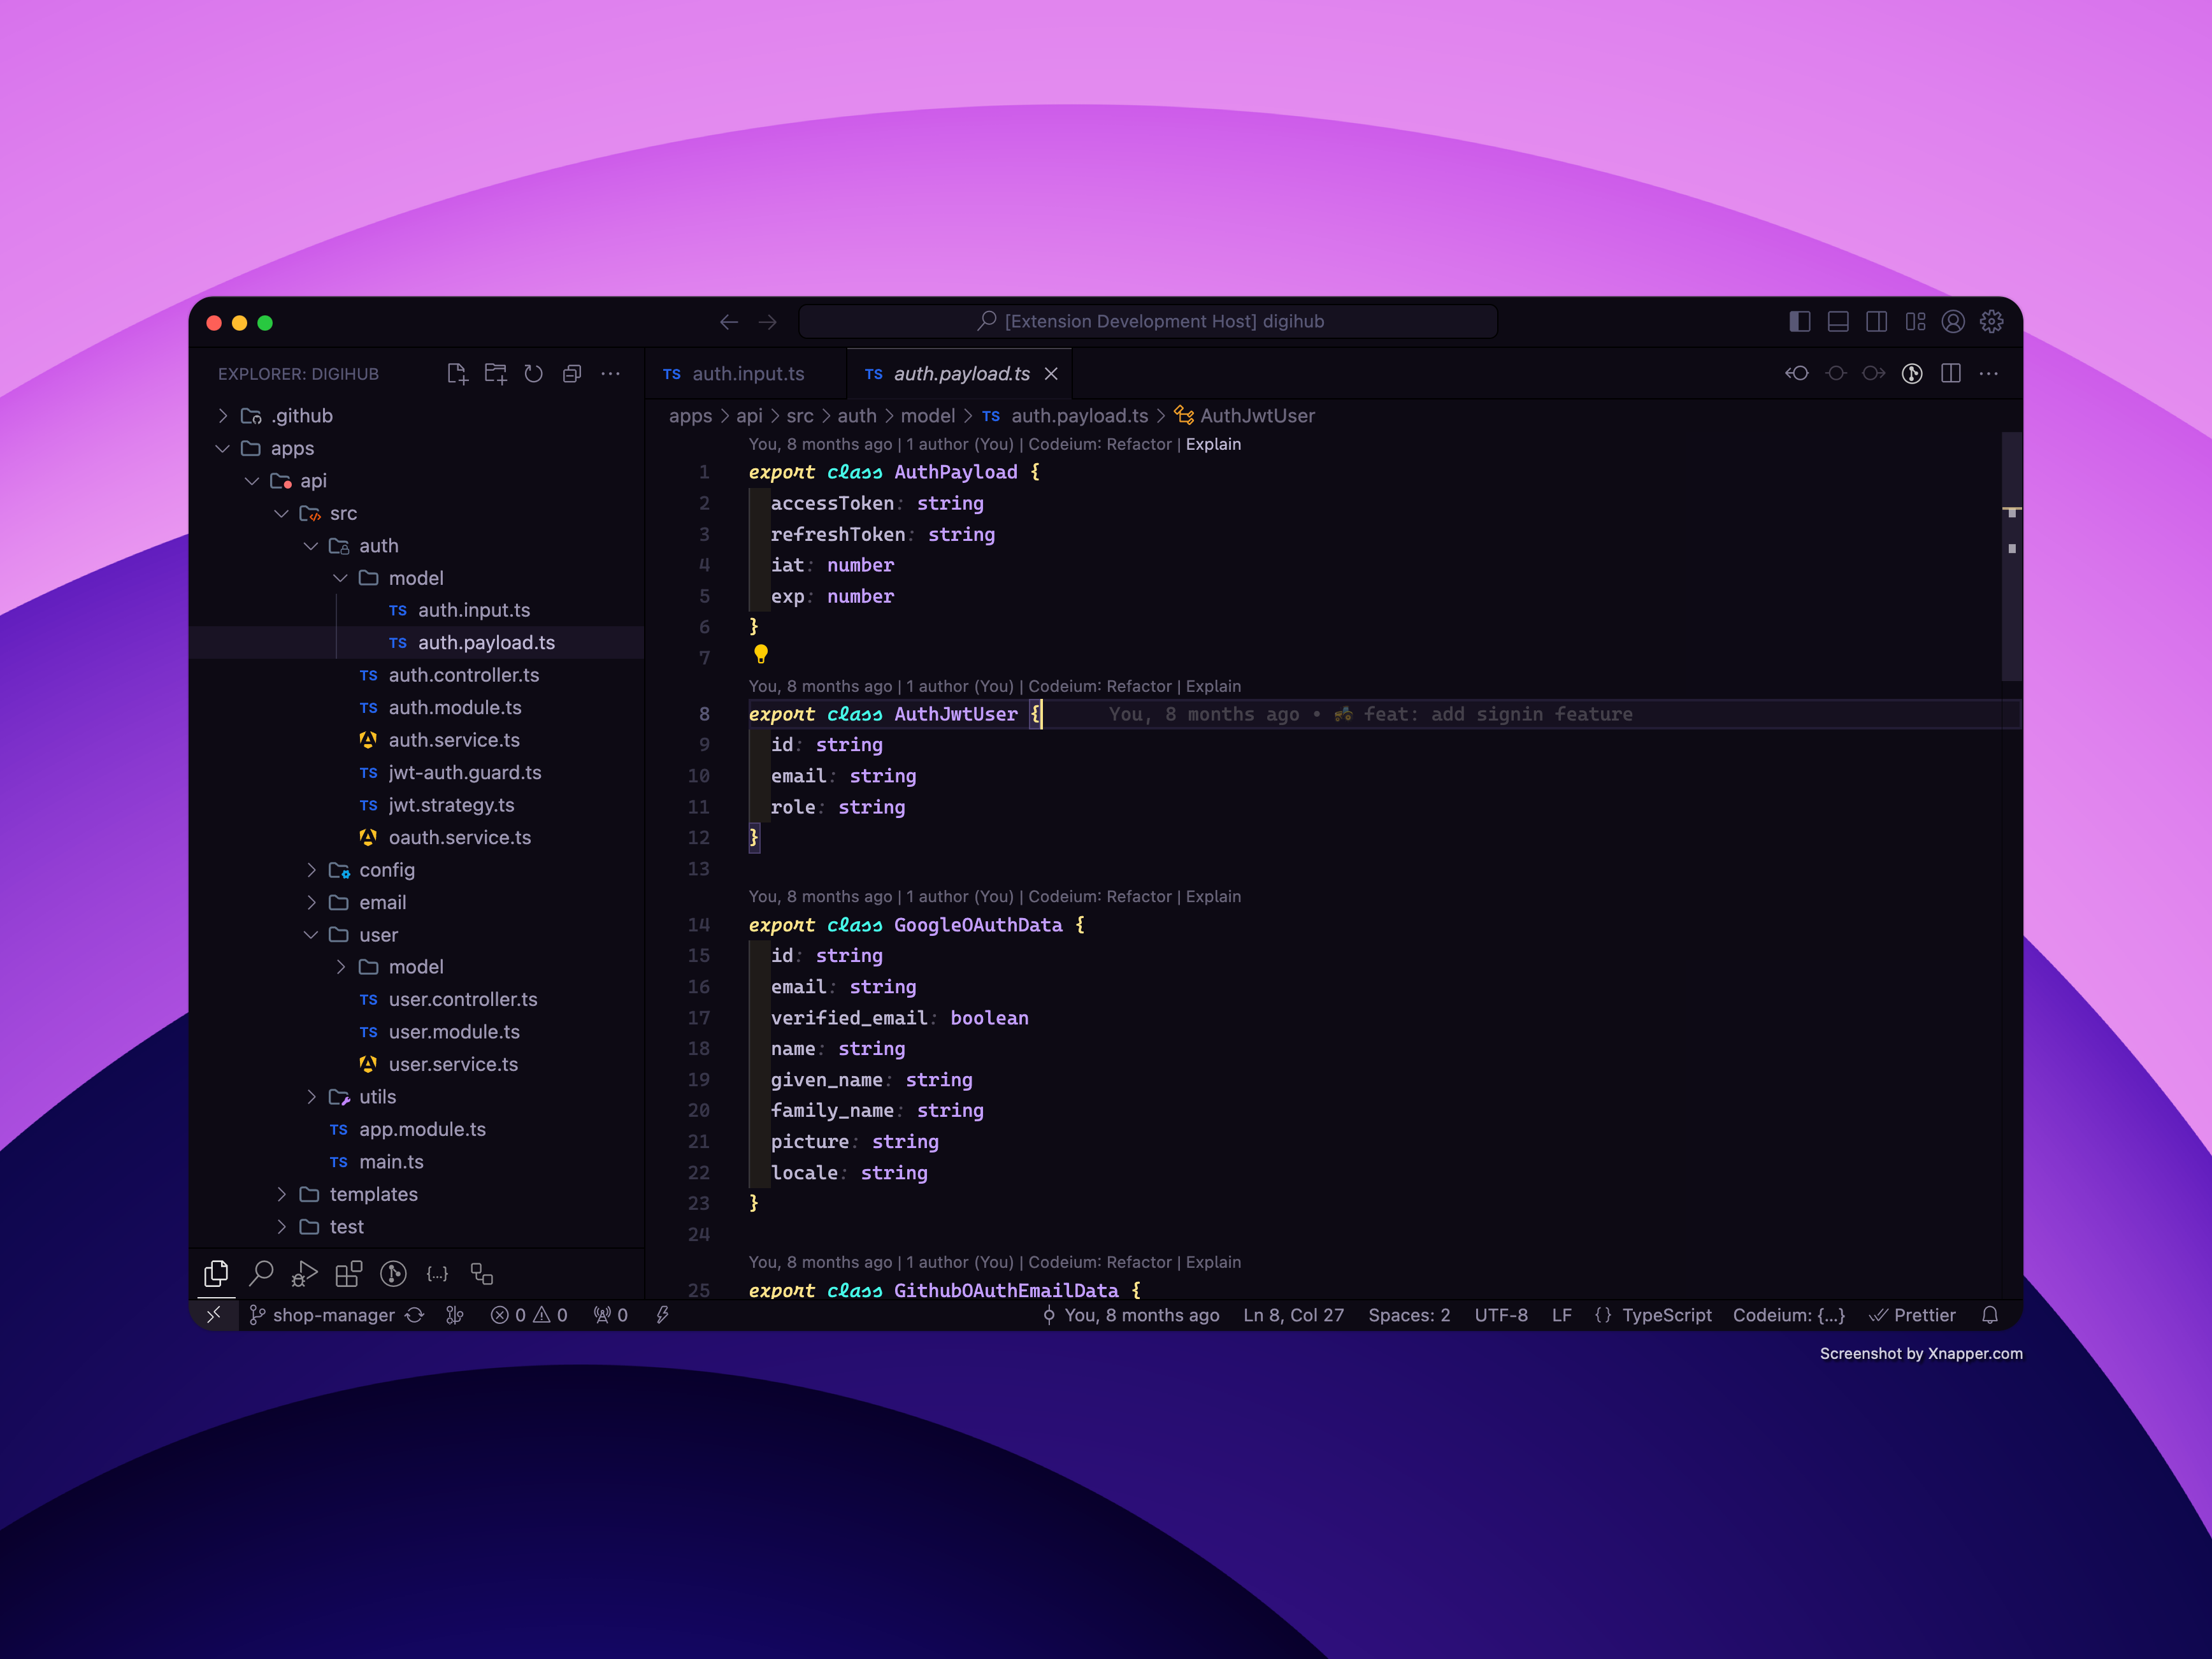 [Extension Development Host] digihub
EXPLORER: DIGIHUB
.github
apps
api
src
auth
model
TS auth.input.ts
TS auth.payload.ts
TS auth.controller.ts
TS auth.module.ts
auth.service.ts
TS jwt-auth.guard.ts
TS jwt.strategy.ts
oauth.service.ts
config
email
user
model
TS user.controller.ts
TS user.module.ts
user.service.ts
utils
TS app.module.ts
TS main.ts
templates
test
TS auth.input.ts
TS auth.payload.ts
apps > api > src > auth > model > TS auth.payload.ts > AuthJwtUser
You, 8 months ago | 1 author (You) | Codeium: Refactor | Explain
1 export class AuthPayload {
2 accessToken: string
3 refreshToken: string
4 iat: number
5 exp: number
6 }
7
You, 8 months ago | 1 author (You) | Codeium: Refactor | Explain
8 export class AuthJwtUser { You, 8 months ago • 🚜 feat: add signin feature
9 id: string
10 email: string
11 role: string
12 }
13
You, 8 months ago | 1 author (You) | Codeium: Refactor | Explain
14 export class GoogleOAuthData {
15 id: string
16 email: string
17 verified_email: boolean
18 name: string
19 given_name: string
20 family_name: string
21 picture: string
22 locale: string
23 }
24
You, 8 months ago | 1 author (You) | Codeium: Refactor | Explain
25 export class GithubOAuthEmailData {
shop-manager 0 0 0 You, 8 months ago Ln 8, Col 27 Spaces: 2 UTF-8 LF {} TypeScript Codeium: {...} Prettier
Screenshot by Xnapper.com